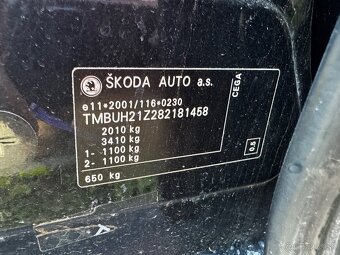 ŠKODA AUTO a.s.
e11*2001/116*0230
TMBUH21Z282181458
2010 kg
3410 kg
1- 1100 kg
2- 1100 kg
650 kg
CEGA